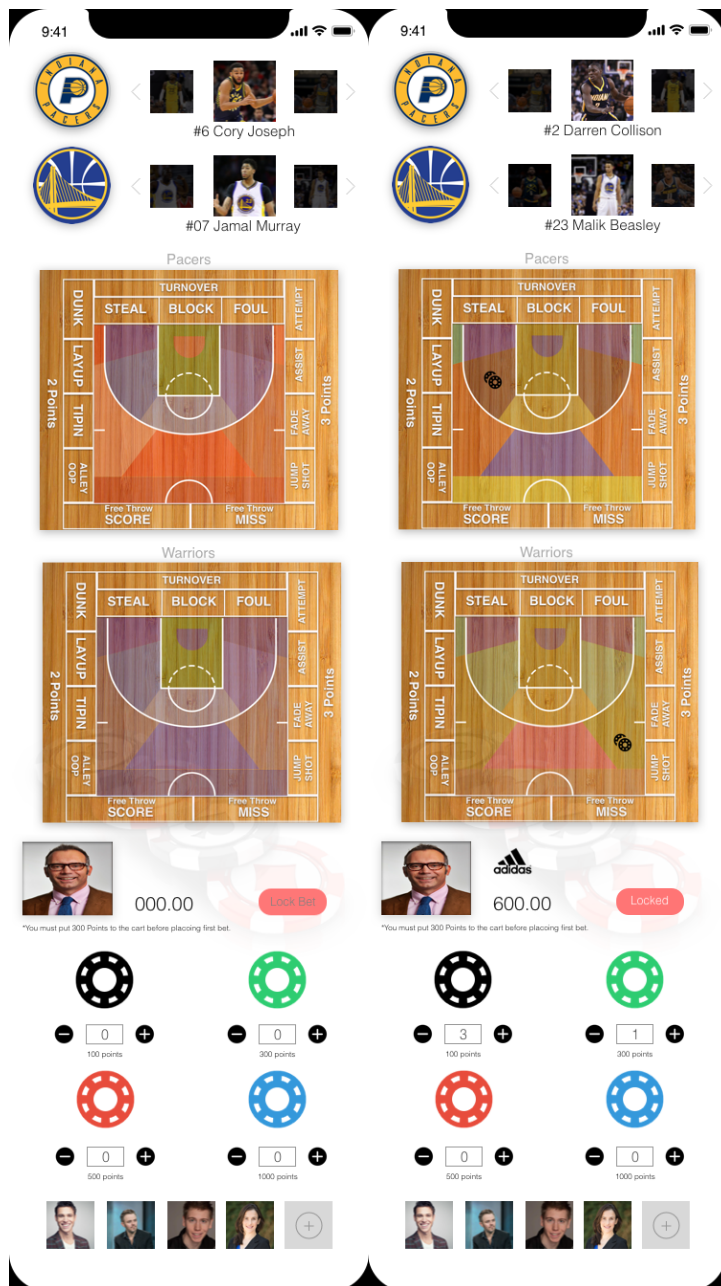 9:41
INDIANA
PACERS
#6 Cory Joseph
#07 Jamal Murray
Pacers
TURNOVER
STEAL BLOCK FOUL
DUNK
LAYUP
TIPIN
ALLEY
OOP
2 Points
ATTEMPT
ASSIST
FADE
AWAY
JUMP
SHOT
3 Points
Free Throw
SCORE
Free Throw
MISS
Warriors
TURNOVER
STEAL BLOCK FOUL
DUNK
LAYUP
TIPIN
ALLEY
OOP
2 Points
ATTEMPT
ASSIST
FADE
AWAY
JUMP
SHOT
3 Points
Free Throw
SCORE
Free Throw
MISS
000.00
Lock Bet
*You must put 300 Points to the cart before placoing first bet.
0
100 points
0
300 points
0
500 points
0
1000 points
9:41
INDIANA
PACERS
#2 Darren Collison
#23 Malik Beasley
Pacers
TURNOVER
STEAL BLOCK FOUL
DUNK
LAYUP
TIPIN
ALLEY
OOP
2 Points
ATTEMPT
ASSIST
FADE
AWAY
JUMP
SHOT
3 Points
Free Throw
SCORE
Free Throw
MISS
Warriors
TURNOVER
STEAL BLOCK FOUL
DUNK
LAYUP
TIPIN
ALLEY
OOP
2 Points
ATTEMPT
ASSIST
FADE
AWAY
JUMP
SHOT
3 Points
Free Throw
SCORE
Free Throw
MISS
adidas
600.00
Locked
*You must put 300 Points to the cart before placoing first bet.
3
100 points
1
300 points
0
500 points
0
1000 points